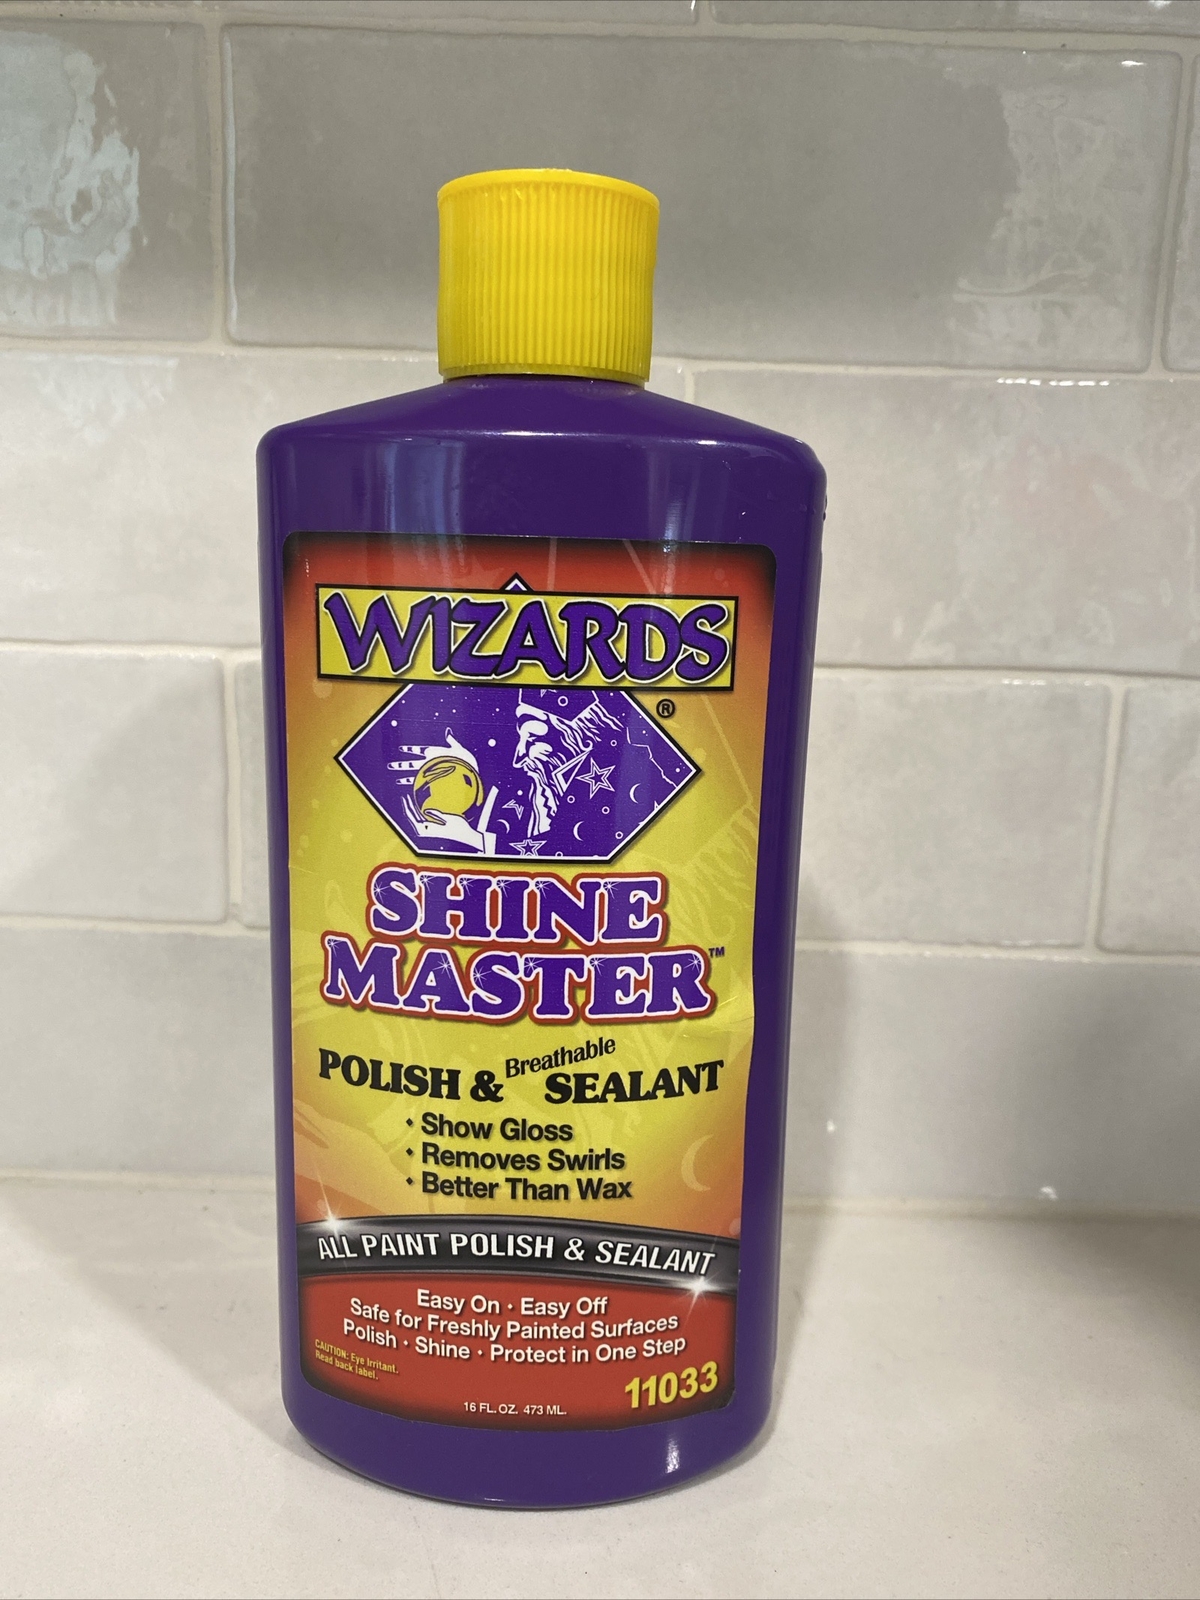 WIZARDS
®
SHINE
MASTER™
POLISH & Breathable SEALANT
· Show Gloss
· Removes Swirls
· Better Than Wax
ALL PAINT POLISH & SEALANT
Easy On · Easy Off
Safe for Freshly Painted Surfaces
Polish · Shine · Protect in One Step
CAUTION: Eye Irritant.
Read back label.
11033
16 FL. OZ. 473 ML.